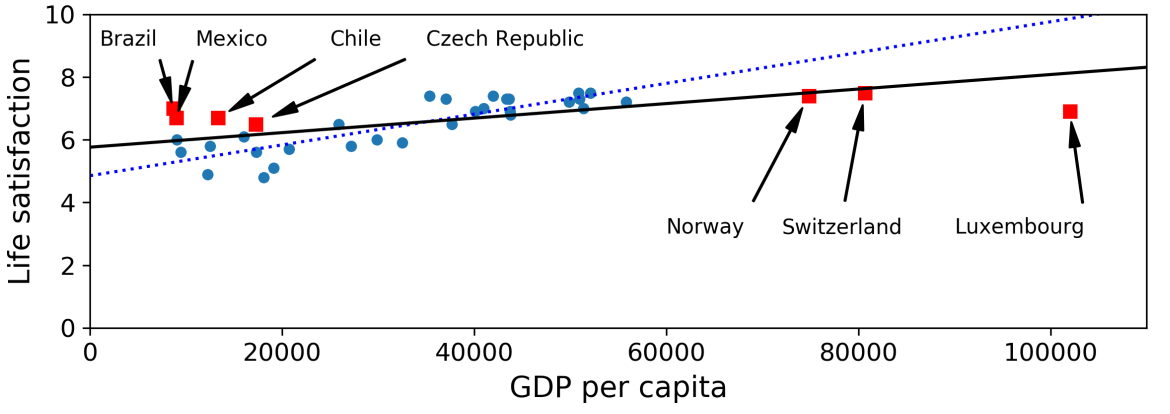 10
Brazil Mexico Chile Czech Republic
8
6
4
Norway Switzerland Luxembourg
2
0
0 20000 40000 60000 80000 100000
GDP per capita
Life satisfaction